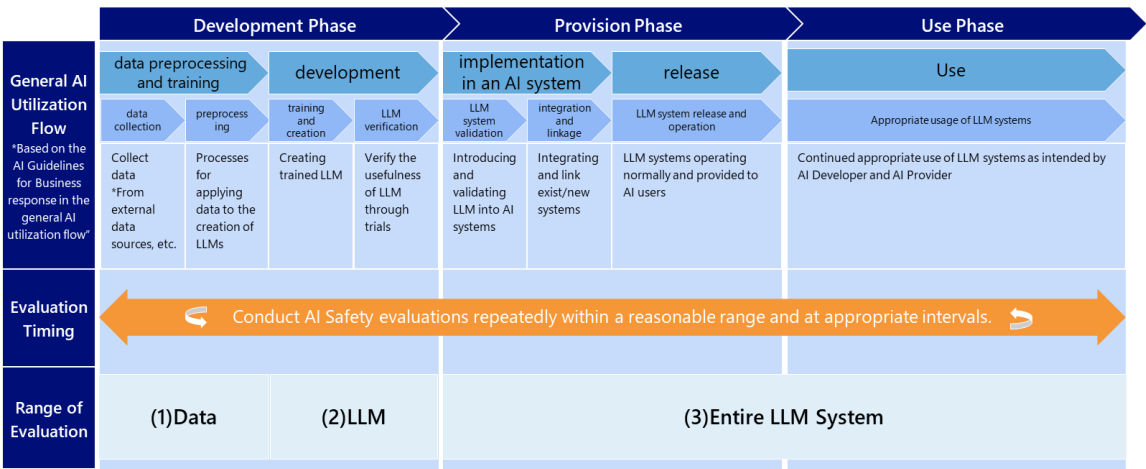 Development Phase
Provision Phase
Use Phase
General AI
Utilization
Flow
*Based on the
AI Guidelines
for Business
response in the
general AI
utilization flow"
data preprocessing
and training
development
implementation
in an AI system
release
Use
data
collection
preprocess
ing
training
and
creation
LLM
verification
LLM
system
validation
integration
and
linkage
LLM system release and
operation
Appropriate usage of LLM systems
Collect
data
*From
external
data
sources, etc.
Processes
for
applying
data to the
creation of
LLMs
Creating
trained LLM
Verify the
usefulness
of LLM
through
trials
Introducing
and
validating
LLM into AI
systems
Integrating
and link
exist/new
systems
LLM systems operating
normally and provided to
AI users
Continued appropriate use of LLM systems as intended by
AI Developer and AI Provider
Evaluation
Timing
Conduct AI Safety evaluations repeatedly within a reasonable range and at appropriate intervals.
Range of
Evaluation
(1)Data
(2)LLM
(3)Entire LLM System